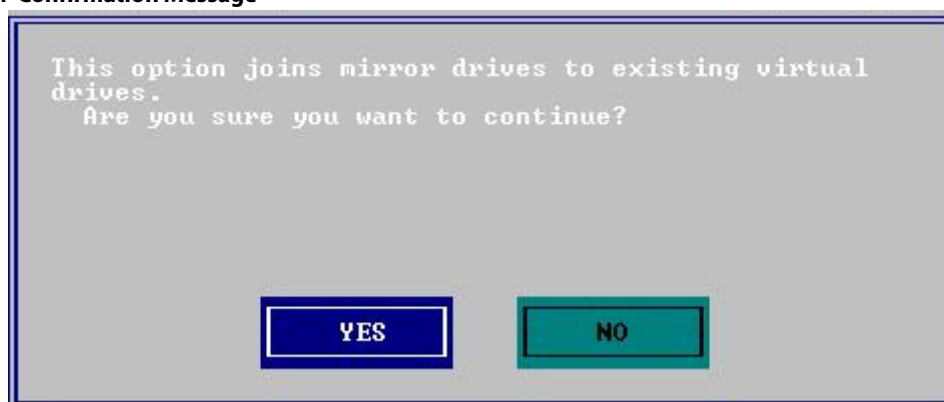 Confirmation Message
This option joins mirror drives to existing virtual
drives.
Are you sure you want to continue?
YES
NO